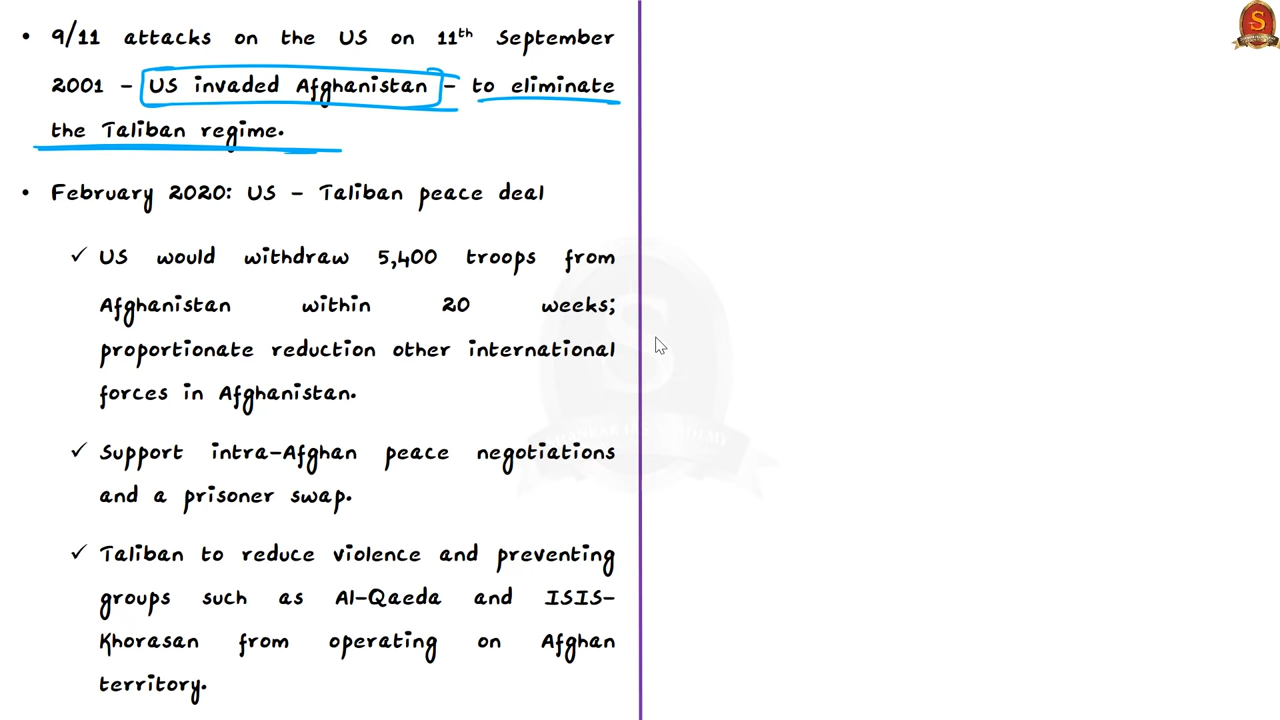 • 9/11 attacks on the US on 11th September
2001 – US invaded Afghanistan – to eliminate
the Taliban regime.
• February 2020: US – Taliban peace deal
✓ US would withdraw 5,400 troops from
Afghanistan within 20 weeks;
proportionate reduction other international
forces in Afghanistan.
✓ Support intra-Afghan peace negotiations
and a prisoner swap.
✓ Taliban to reduce violence and preventing
groups such as Al-Qaeda and ISIS-
Khorasan from operating on Afghan
territory.